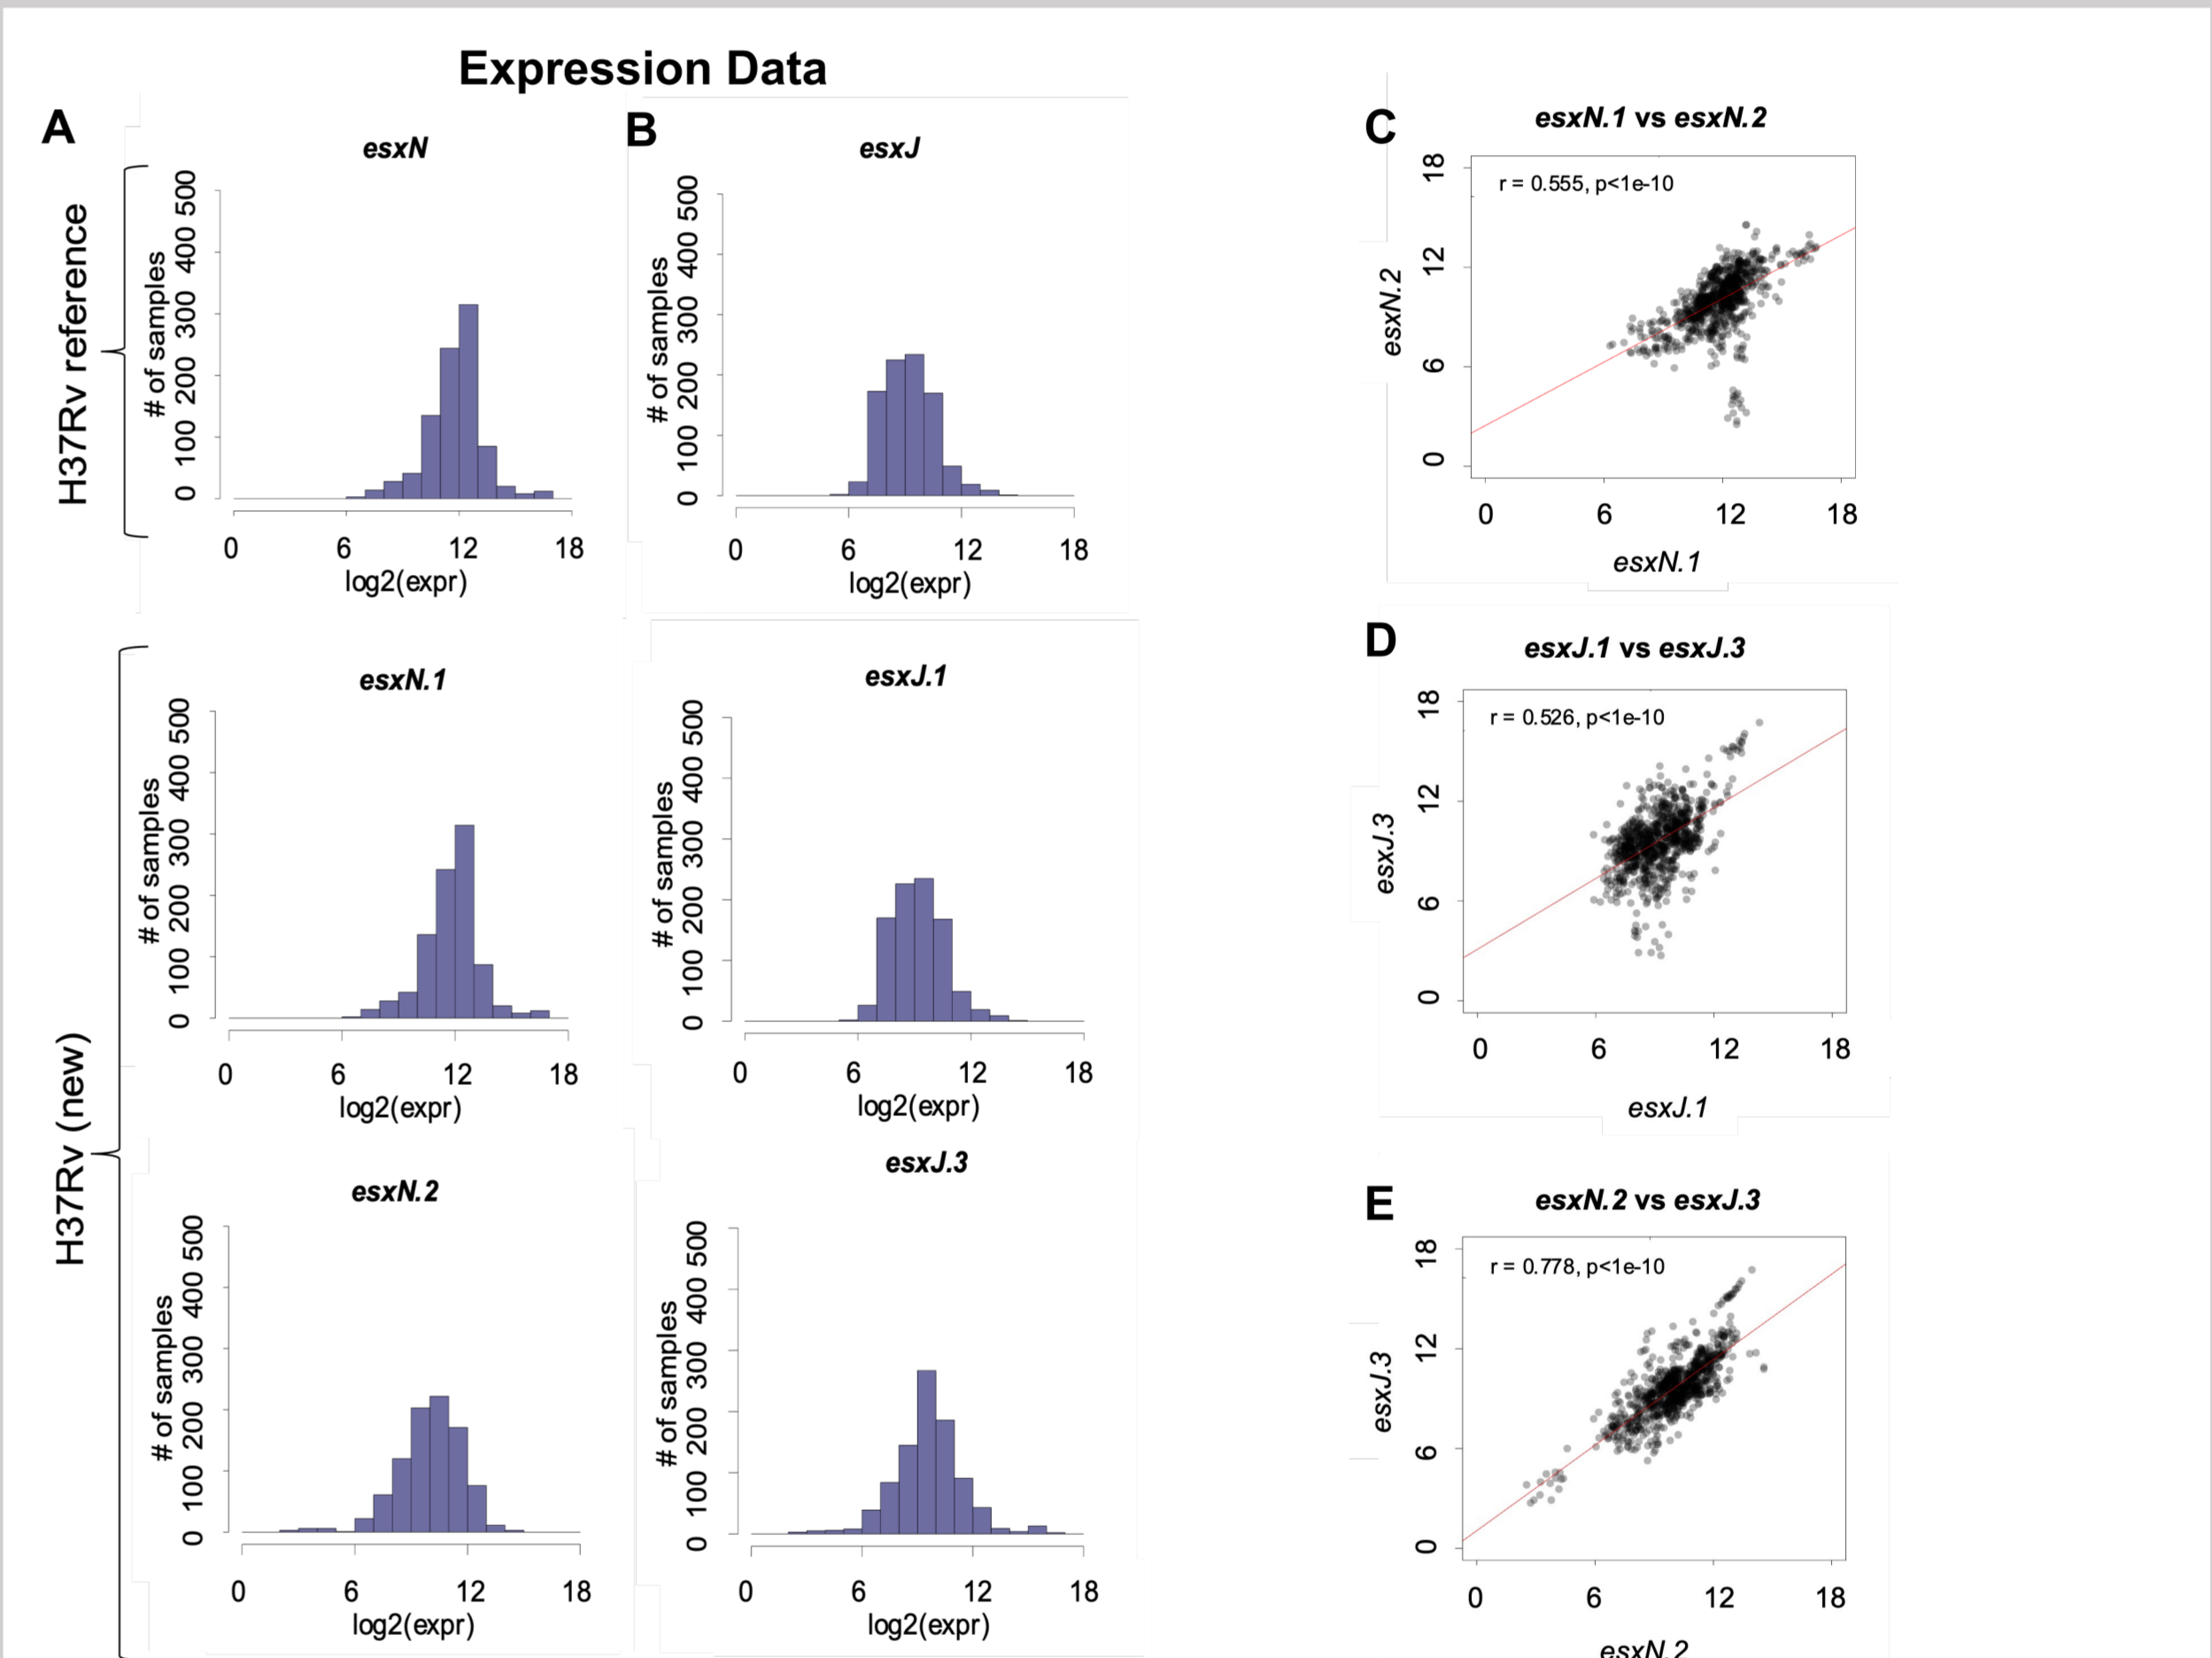 Expression Data
A
H37Rv reference
esxN
# of samples
0 100 200 300 400 500
0 6 12 18
log2(expr)
B
esxJ
# of samples
0 100 200 300 400 500
0 6 12 18
log2(expr)
H37Rv (new)
esxN.1
# of samples
0 100 200 300 400 500
0 6 12 18
log2(expr)
esxJ.1
# of samples
0 100 200 300 400 500
0 6 12 18
log2(expr)
esxN.2
# of samples
0 100 200 300 400 500
0 6 12 18
log2(expr)
esxJ.3
# of samples
0 100 200 300 400 500
0 6 12 18
log2(expr)
C
esxN.1 vs esxN.2
r = 0.555, p<1e-10
esxN.2
0 6 12 18
0 6 12 18
esxN.1
D
esxJ.1 vs esxJ.3
r = 0.526, p<1e-10
esxJ.3
0 6 12 18
0 6 12 18
esxJ.1
E
esxN.2 vs esxJ.3
r = 0.778, p<1e-10
esxJ.3
0 6 12 18
0 6 12 18
esxN.2